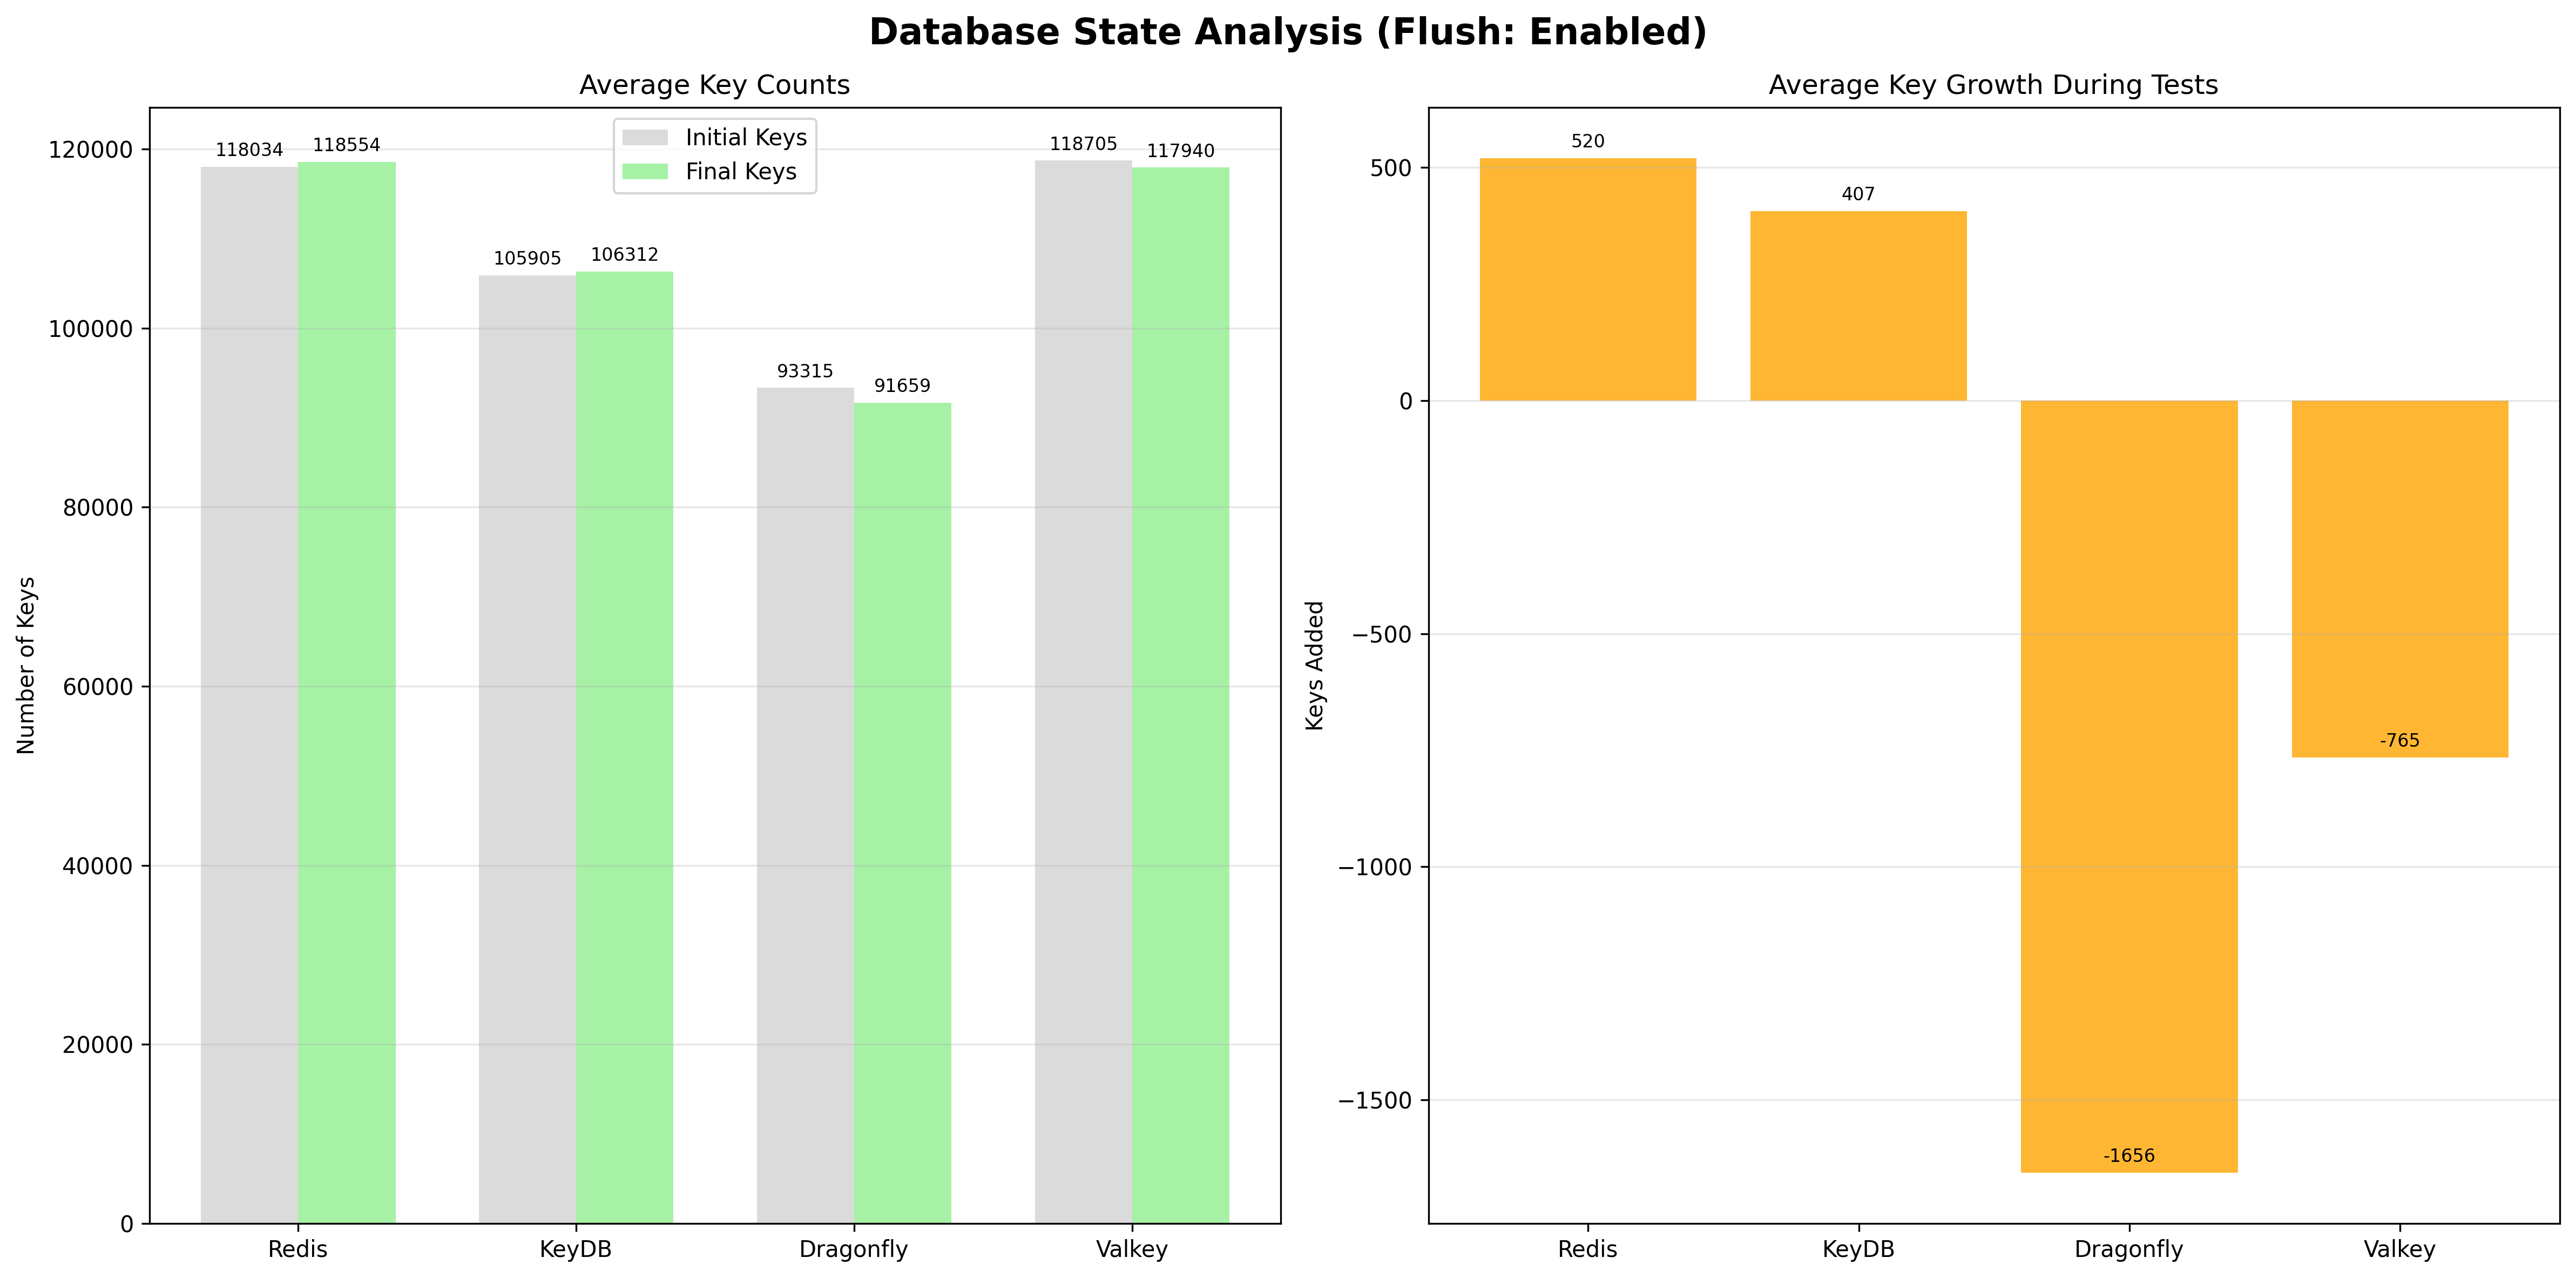 Database State Analysis (Flush: Enabled)
Average Key Counts
Number of Keys
120000
100000
80000
60000
40000
20000
0
Initial Keys
Final Keys
118034
118554
105905
106312
93315
91659
118705
117940
Redis
KeyDB
Dragonfly
Valkey
Average Key Growth During Tests
Keys Added
500
0
−500
−1000
−1500
520
407
-1656
-765
Redis
KeyDB
Dragonfly
Valkey